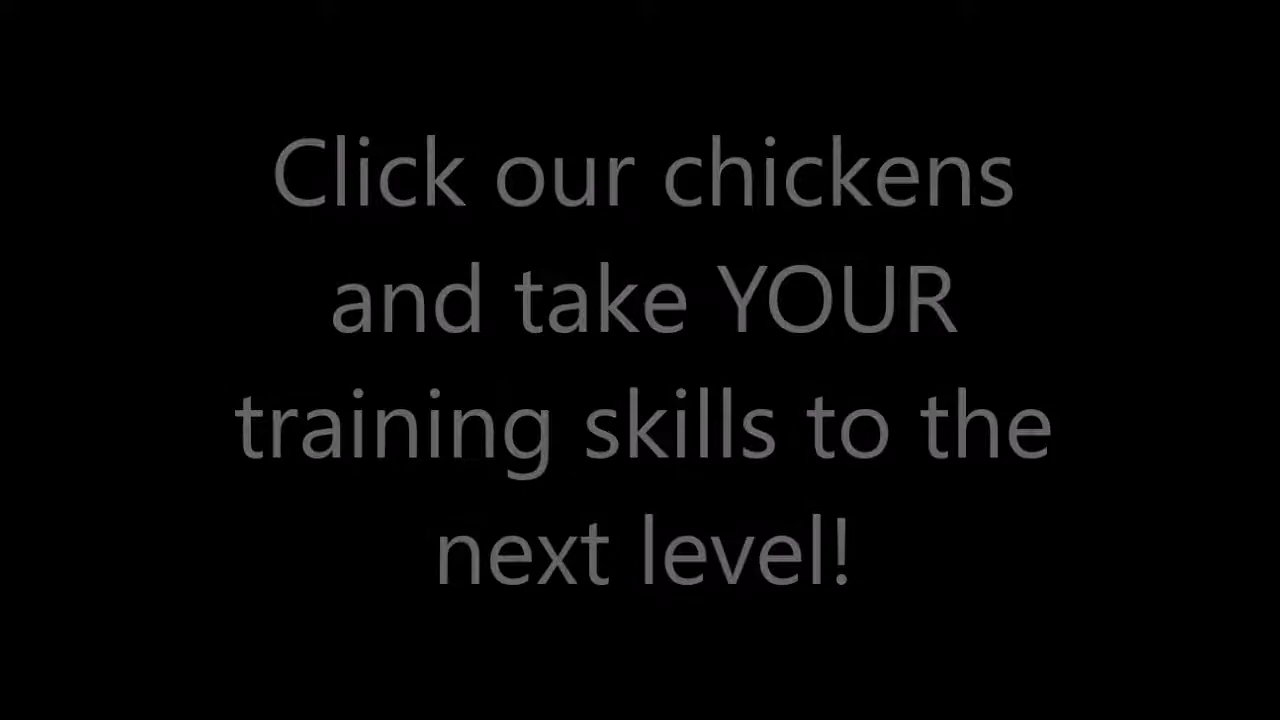 Click our chickens
and take YOUR
training skills to the
next level!